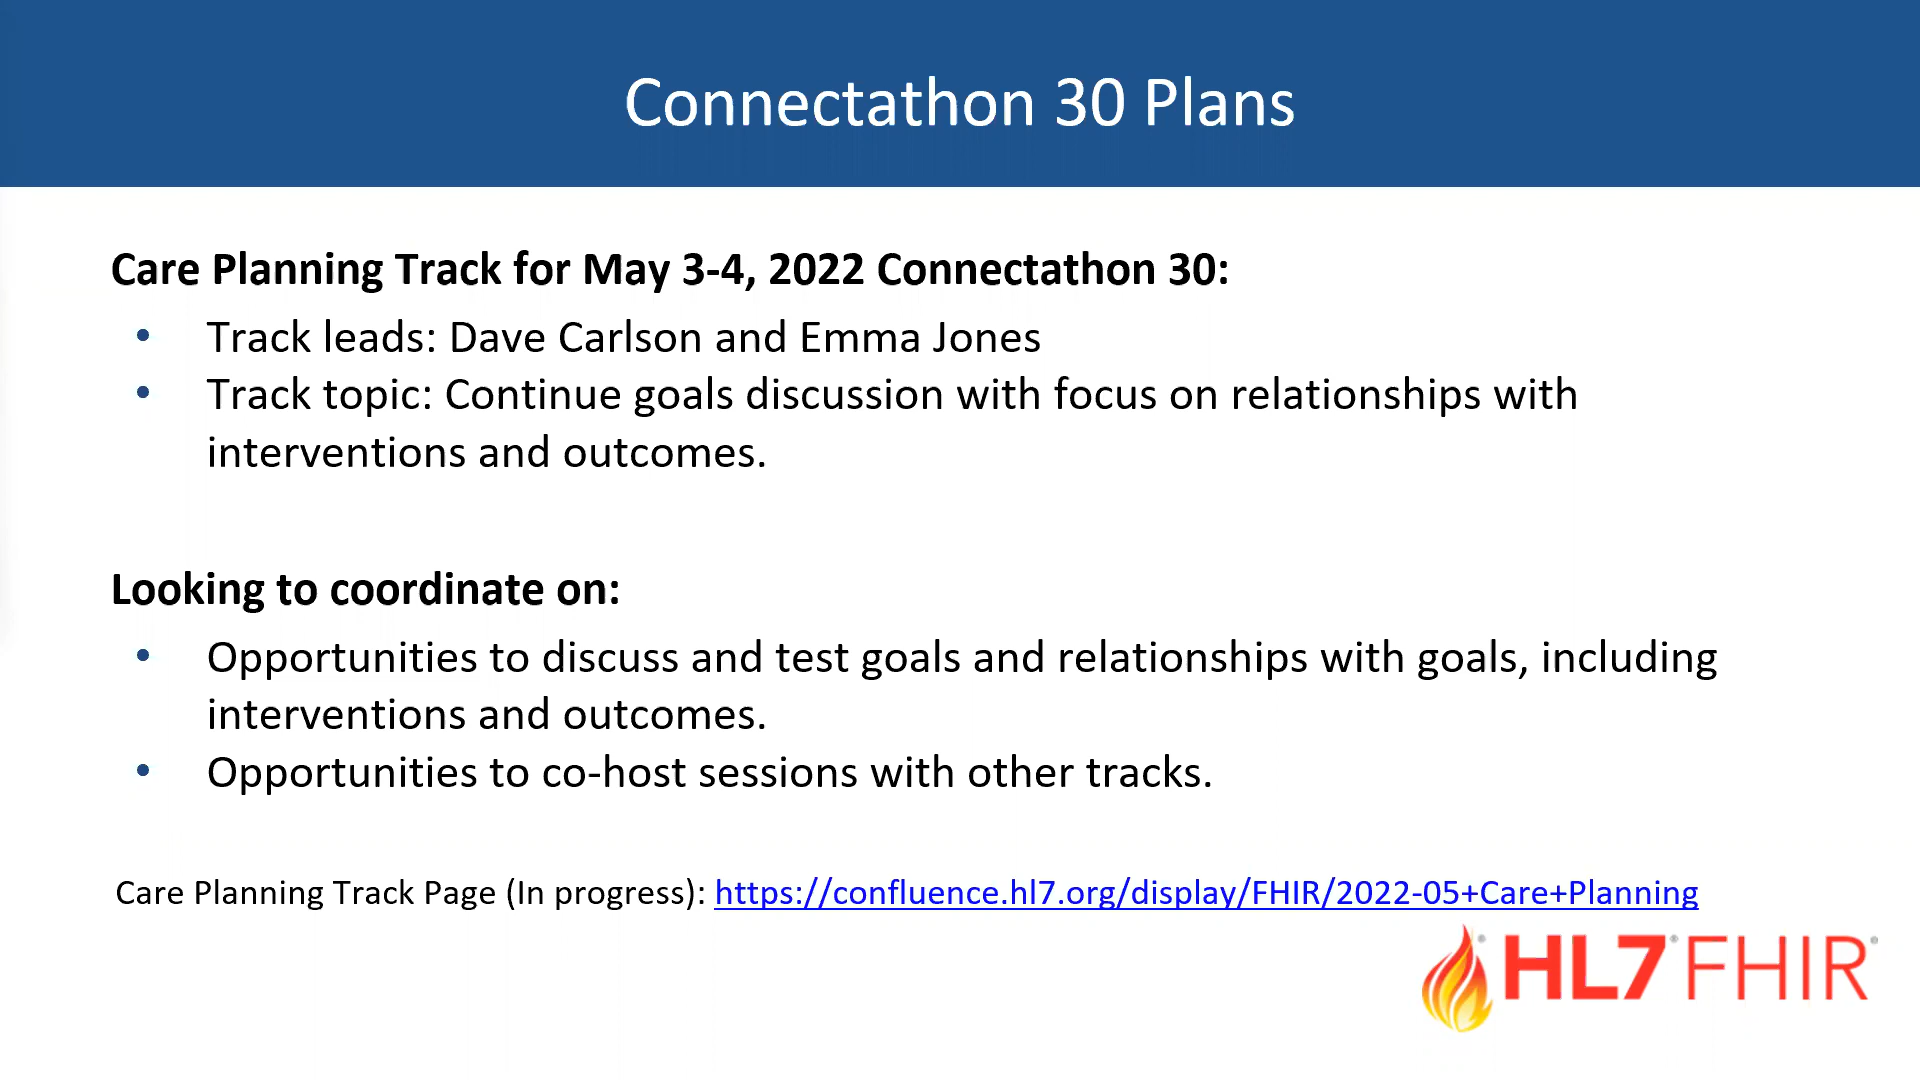 Connectathon 30 Plans
Care Planning Track for May 3-4, 2022 Connectathon 30:
• Track leads: Dave Carlson and Emma Jones
• Track topic: Continue goals discussion with focus on relationships with
interventions and outcomes.
Looking to coordinate on:
• Opportunities to discuss and test goals and relationships with goals, including
interventions and outcomes.
• Opportunities to co-host sessions with other tracks.
Care Planning Track Page (In progress): https://confluence.hl7.org/display/FHIR/2022-05+Care+Planning
® HL7® FHIR®